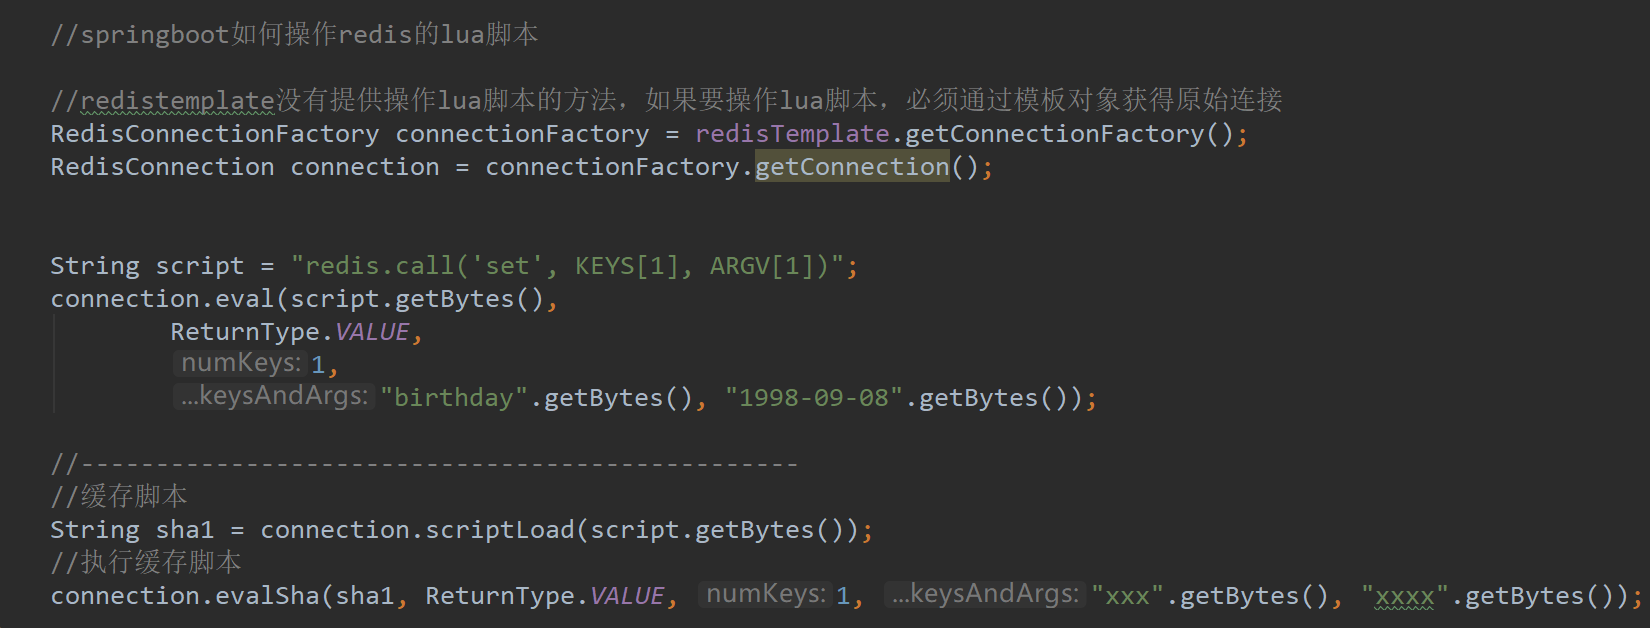 //springboot如何操作redis的lua脚本
//redistemplate没有提供操作lua脚本的方法，如果要操作lua脚本，必须通过模板对象获得原始连接
RedisConnectionFactory connectionFactory = redisTemplate.getConnectionFactory();
RedisConnection connection = connectionFactory.getConnection();
String script = "redis.call('set', KEYS[1], ARGV[1])";
connection.eval(script.getBytes(),
ReturnType.VALUE,
numKeys: 1,
...keysAndArgs: "birthday".getBytes(), "1998-09-08".getBytes());
//------------------------------------------------
//缓存脚本
String sha1 = connection.scriptLoad(script.getBytes());
//执行缓存脚本
connection.evalSha(sha1, ReturnType.VALUE, numKeys: 1, ...keysAndArgs: "xxx".getBytes(), "xxxx".getBytes());